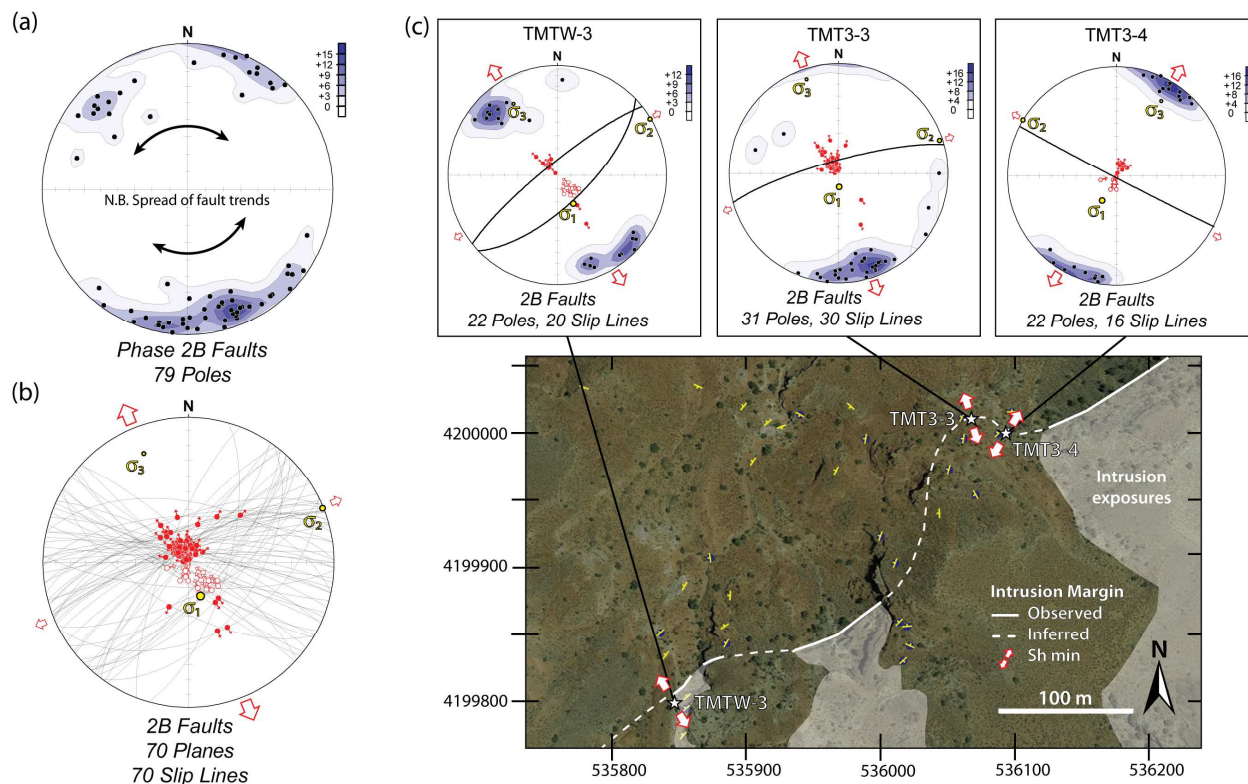 (a)
N
+15
+12
+9
+6
+3
0
N.B. Spread of fault trends
Phase 2B Faults
79 Poles
(b)
N
σ3
σ2
σ1
2B Faults
70 Planes
70 Slip Lines
(c)
TMTW-3
N
+12
+9
+6
+3
0
σ3
σ2
σ1
2B Faults
22 Poles, 20 Slip Lines
TMT3-3
N
+16
+12
+8
+4
0
σ3
σ2
σ1
2B Faults
31 Poles, 30 Slip Lines
TMT3-4
N
+16
+12
+8
+4
0
σ2
σ3
σ1
2B Faults
22 Poles, 16 Slip Lines
4200000
4199900
4199800
TMT3-3
TMT3-4
TMTW-3
Intrusion
exposures
Intrusion Margin
Observed
Inferred
Sh min
N
100 m
535800
535900
536000
536100
536200